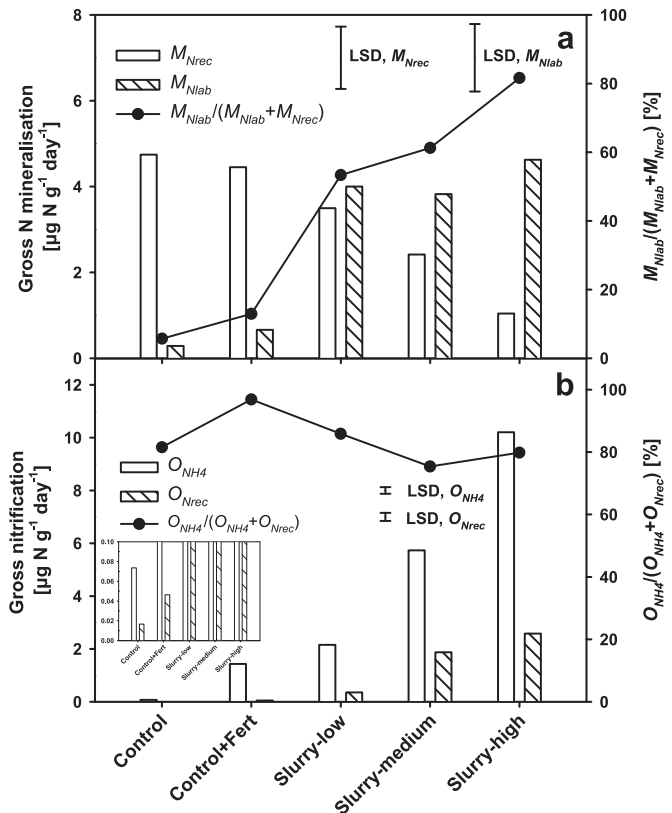 a
M_Nrec
M_Nlab
M_Nlab/(M_Nlab+M_Nrec)
LSD, M_Nrec
LSD, M_Nlab
Gross N mineralisation
[µg N g⁻¹ day⁻¹]
8
6
4
2
0
100
80
60
40
20
0
M_Nlab/(M_Nlab+M_Nrec) [%]
b
O_NH4
O_Nrec
O_NH4/(O_NH4+O_Nrec)
LSD, O_NH4
LSD, O_Nrec
Gross nitrification
[µg N g⁻¹ day⁻¹]
12
10
8
6
4
2
0
100
80
60
40
20
0
O_NH4/(O_NH4+O_Nrec) [%]
0.10
0.08
0.06
0.04
0.02
0.00
Control
Control+Fert
Slurry-low
Slurry-medium
Slurry-high
Control
Control+Fert
Slurry-low
Slurry-medium
Slurry-high